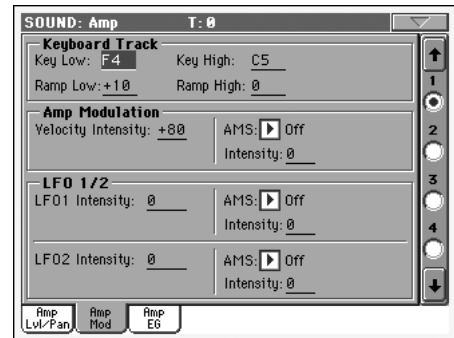 SOUND: Amp T: 0
Keyboard Track
Key Low: F4 Key High: C5
Ramp Low: +10 Ramp High: 0
Amp Modulation
Velocity Intensity: +80 AMS: Off
Intensity: 0
LFO 1/2
LFO1 Intensity: 0 AMS: Off
Intensity: 0
LFO2 Intensity: 0 AMS: Off
Intensity: 0
1
2
3
4
Amp Lvl/Pan
Amp Mod
Amp EG